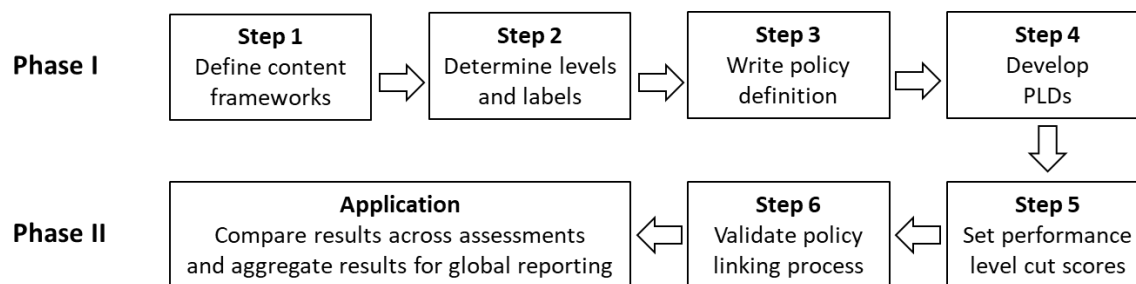 Phase I
Step 1
Define content
frameworks
Step 2
Determine levels
and labels
Step 3
Write policy
definition
Step 4
Develop
PLDs
Phase II
Application
Compare results across assessments
and aggregate results for global reporting
Step 6
Validate policy
linking process
Step 5
Set performance
level cut scores